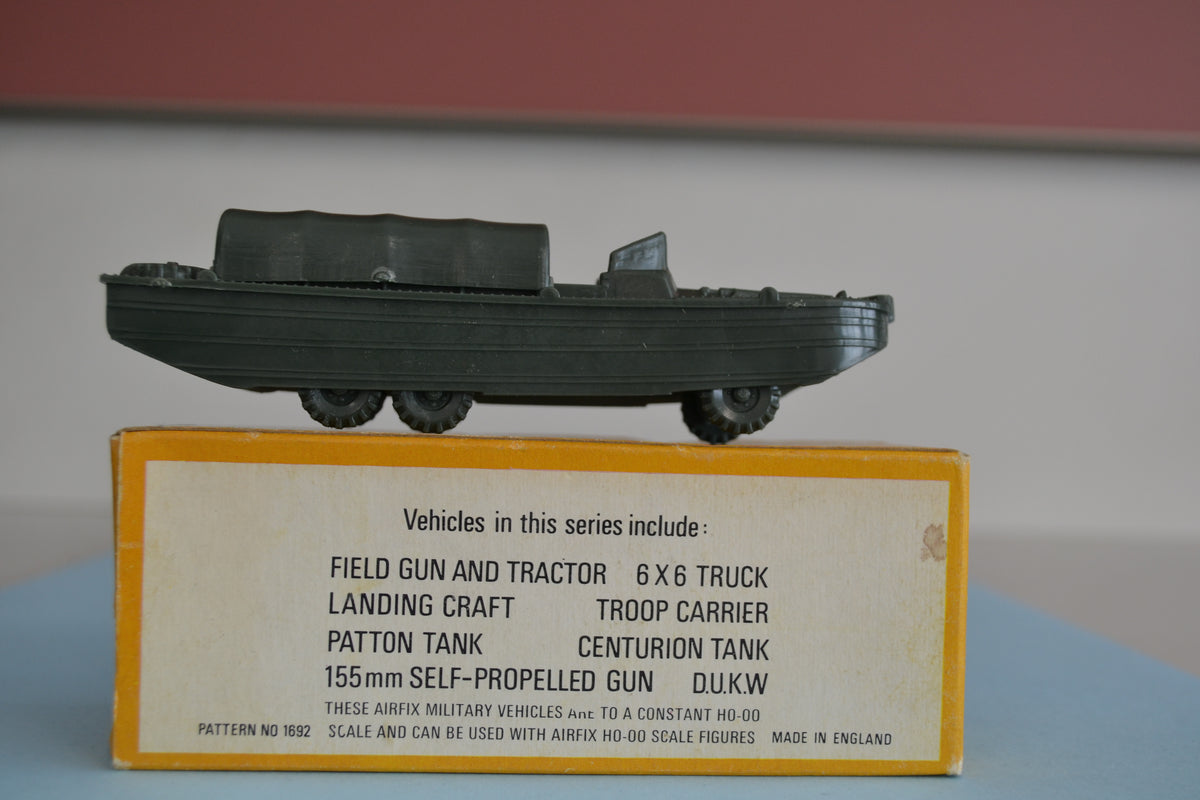 Vehicles in this series include:
FIELD GUN AND TRACTOR 6 X 6 TRUCK
LANDING CRAFT TROOP CARRIER
PATTON TANK CENTURION TANK
155mm SELF-PROPELLED GUN D.U.K.W
THESE AIRFIX MILITARY VEHICLES ARE TO A CONSTANT HO-OO
PATTERN NO 1692 SCALE AND CAN BE USED WITH AIRFIX HO-OO SCALE FIGURES MADE IN ENGLAND